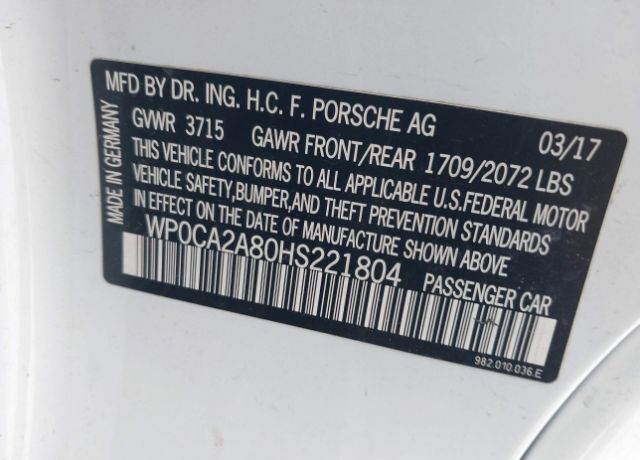 MFD BY DR. ING. H.C. F. PORSCHE AG 03/17
GVWR 3715 GAWR FRONT/REAR 1709/2072 LBS
THIS VEHICLE CONFORMS TO ALL APPLICABLE U.S.FEDERAL MOTOR
VEHICLE SAFETY,BUMPER,AND THEFT PREVENTION STANDARDS
IN EFFECT ON THE DATE OF MANUFACTURE SHOWN ABOVE
WP0CA2A80HS221804 PASSENGER CAR
982.010.036.E
MADE IN GERMANY